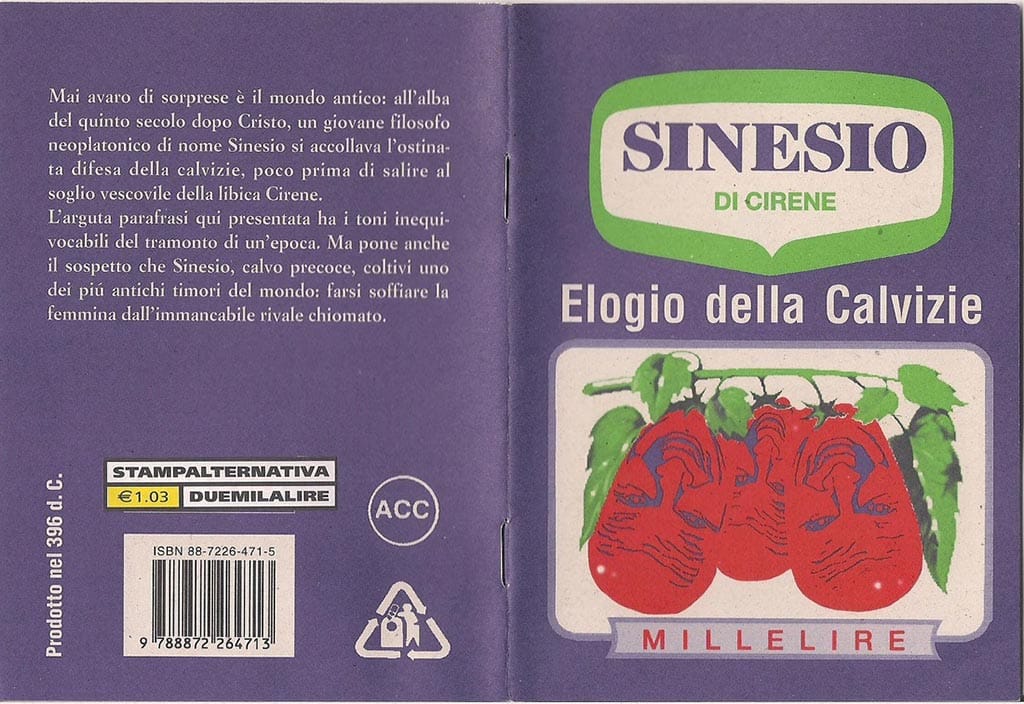 Mai avaro di sorprese è il mondo antico: all'alba
del quinto secolo dopo Cristo, un giovane filosofo
neoplatonico di nome Sinesio si accollava l'ostina-
ta difesa della calvizie, poco prima di salire al
soglio vescovile della libica Cirene.
L'arguta parafrasi qui presentata ha i toni inequi-
vocabili del tramonto di un'epoca. Ma pone anche
il sospetto che Sinesio, calvo precoce, coltivi uno
dei piú antichi timori del mondo: farsi soffiare la
femmina dall'immancabile rivale chiomato.
STAMPALTERNATIVA
€1.03 DUEMILALIRE
ACC
Prodotto nel 396 d. C.
ISBN 88-7226-471-5
9 788872 264713
SINESIO
DI CIRENE
Elogio della Calvizie
MILLELIRE